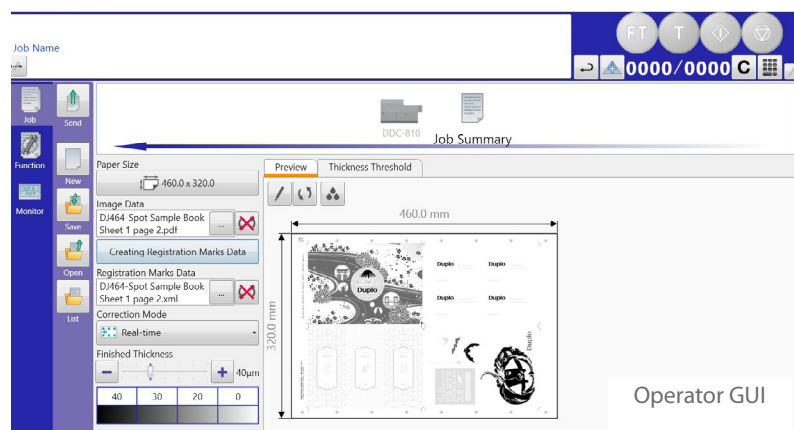 FT T
Job Name
0000/0000 C
Job
Send
DDC-810
Job Summary
Function
New
Paper Size
460.0 x 320.0
Preview Thickness Threshold
Image Data
Monitor
DJ464-Spot Sample Book
Sheet 1 page 2.pdf
...
Save
460.0 mm
Creating Registration Marks Data
Open
Registration Marks Data
DJ464-Spot Sample Book
Sheet 1 page 2.xml
...
List
Correction Mode
Real-time
Finished Thickness
40µm
40 30 20 0
320.0 mm
Duplo
Duplo Duplo
Duplo Duplo
Duplo
Operator GUI